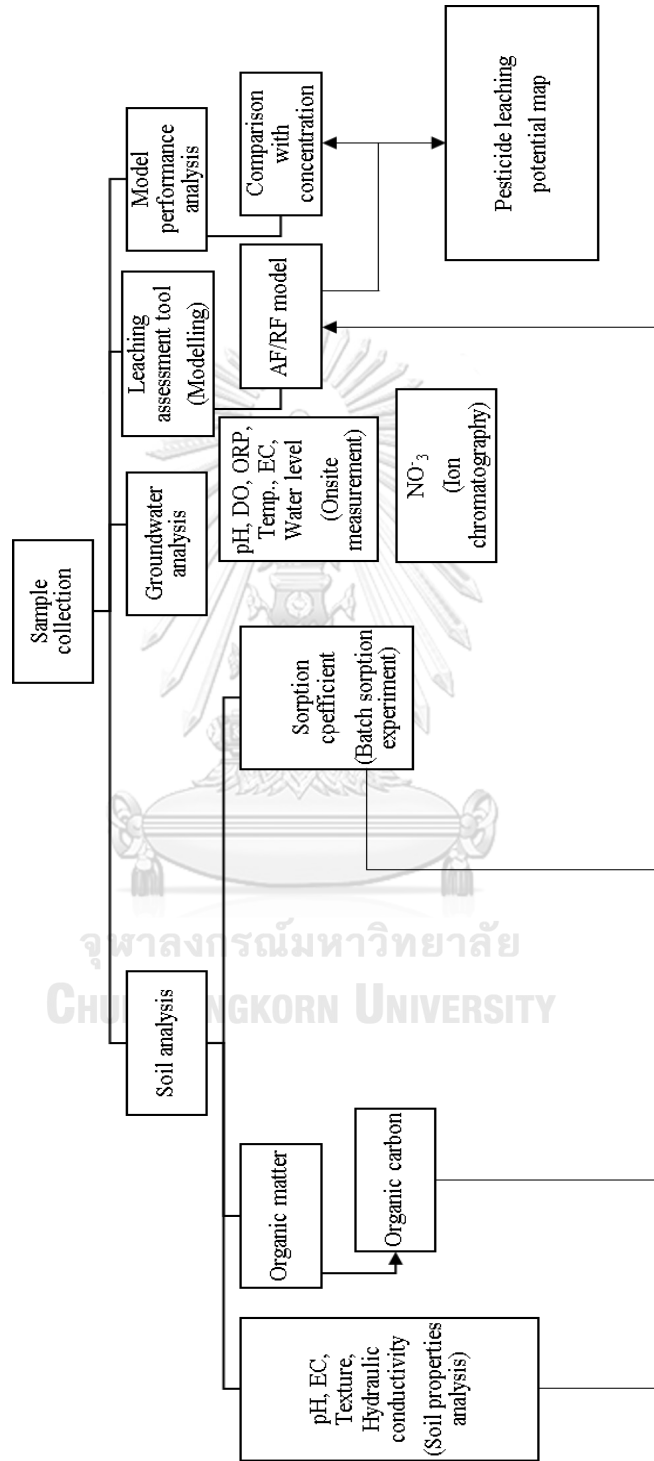 Sample
collection
Soil analysis
Groundwater
analysis
Leaching
assessment tool
(Modelling)
Model
performance
analysis
pH, EC,
Texture,
Hydraulic
conductivity
(Soil properties
analysis)
Organic matter
Organic carbon
Sorption
cpefficient
(Batch sorption
experiment)
pH, DO, ORP,
Temp., EC,
Water level
(Onsite
measurement)
NO⁻₃
(Ion
chromatography)
AF/RF model
Comparison
with
concentration
Pesticide leaching
potential map
จุฬาลงกรณ์มหาวิทยาลัย
CHU NGKORN UNIVERSITY